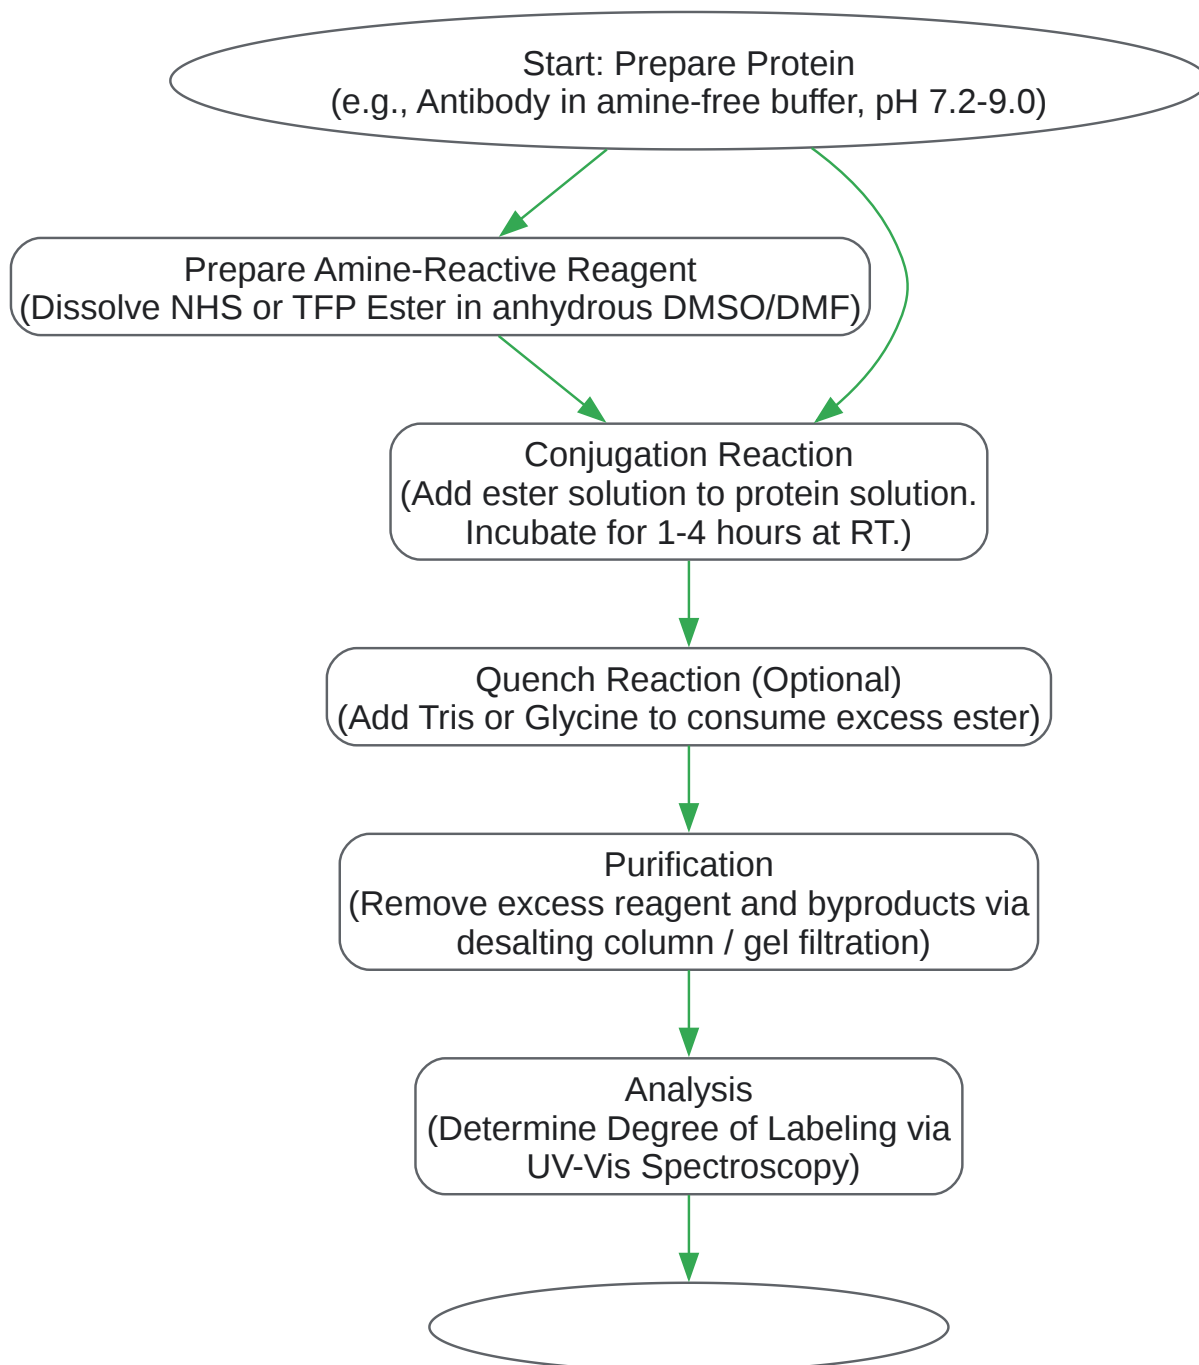 Start: Prepare Protein
(e.g., Antibody in amine-free buffer, pH 7.2-9.0)
Prepare Amine-Reactive Reagent
(Dissolve NHS or TFP Ester in anhydrous DMSO/DMF)
Conjugation Reaction
(Add ester solution to protein solution.
Incubate for 1-4 hours at RT.)
Quench Reaction (Optional)
(Add Tris or Glycine to consume excess ester)
Purification
(Remove excess reagent and byproducts via
desalting column / gel filtration)
Analysis
(Determine Degree of Labeling via
UV-Vis Spectroscopy)